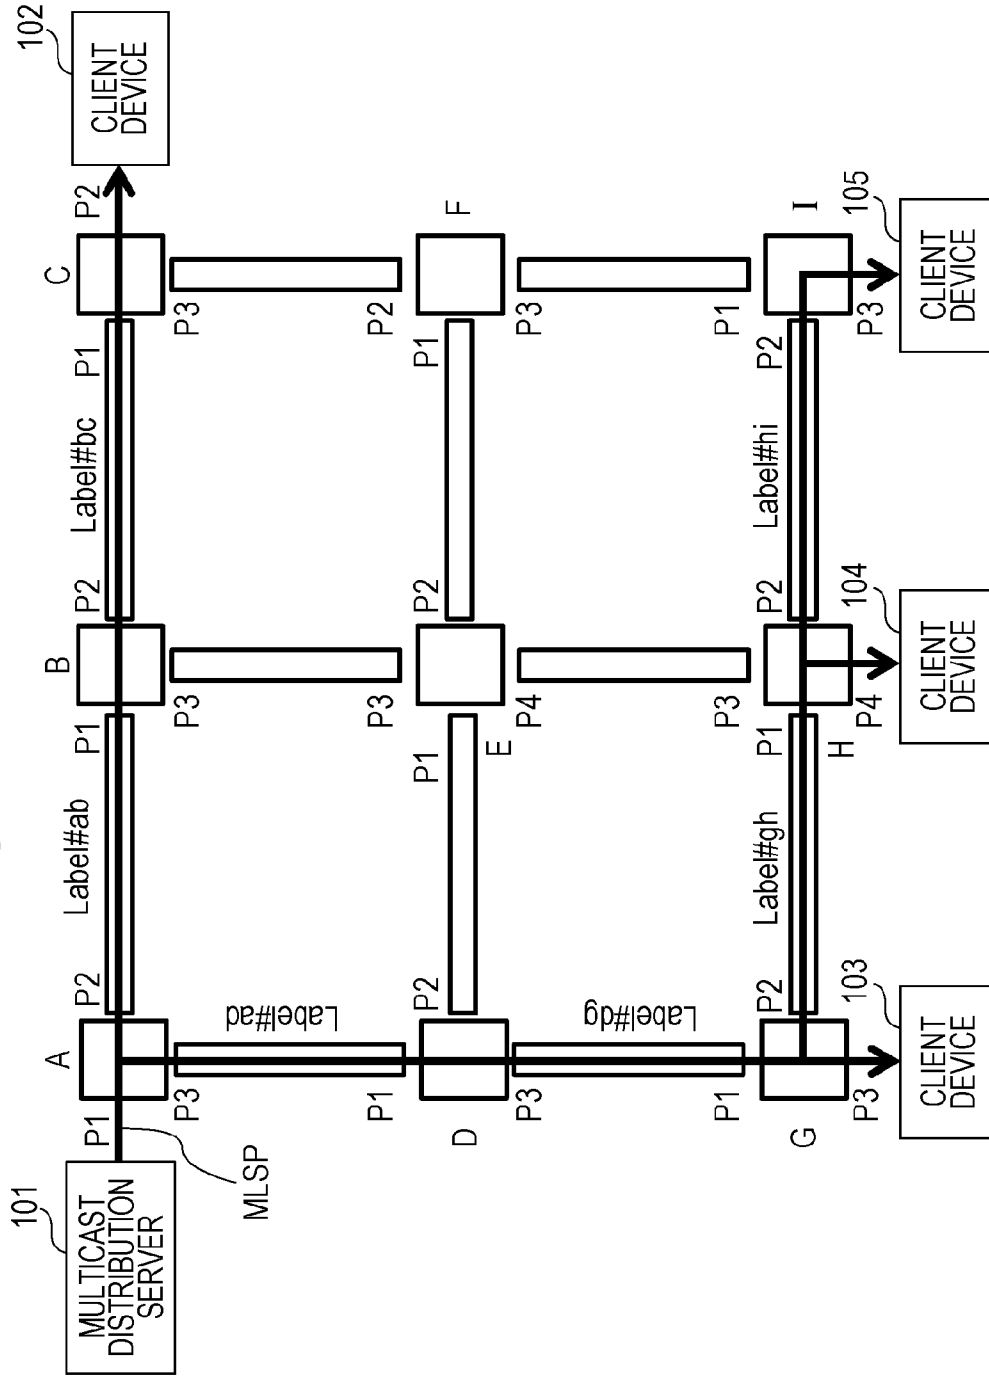 101
MULTICAST
DISTRIBUTION
SERVER
P1
MLSP
A
P2
Label#ab
P1
B
P2
Label#bc
P1
C
P2
102
CLIENT
DEVICE
P3
P3
P3
Label#ad
P1
P3
P2
D
P2
P1
E
P2
P1
F
P3
P4
P3
Label#dg
P1
P3
P1
G
P2
Label#gh
P1
H
P2
Label#hi
P2
I
P3
P4
P3
103
CLIENT
DEVICE
104
CLIENT
DEVICE
105
CLIENT
DEVICE